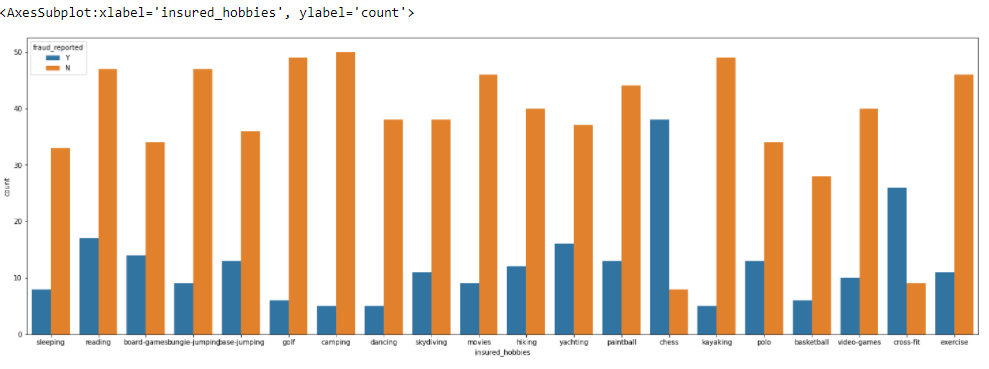 <AxesSubplot:xlabel='insured_hobbies', ylabel='count'>
fraud_reported
Y
N
50
40
30
20
10
0
count
sleeping reading board-games bungie-jumping base-jumping golf camping dancing skydiving movies hiking yachting paintball chess kayaking polo basketball video-games cross-fit exercise
insured_hobbies